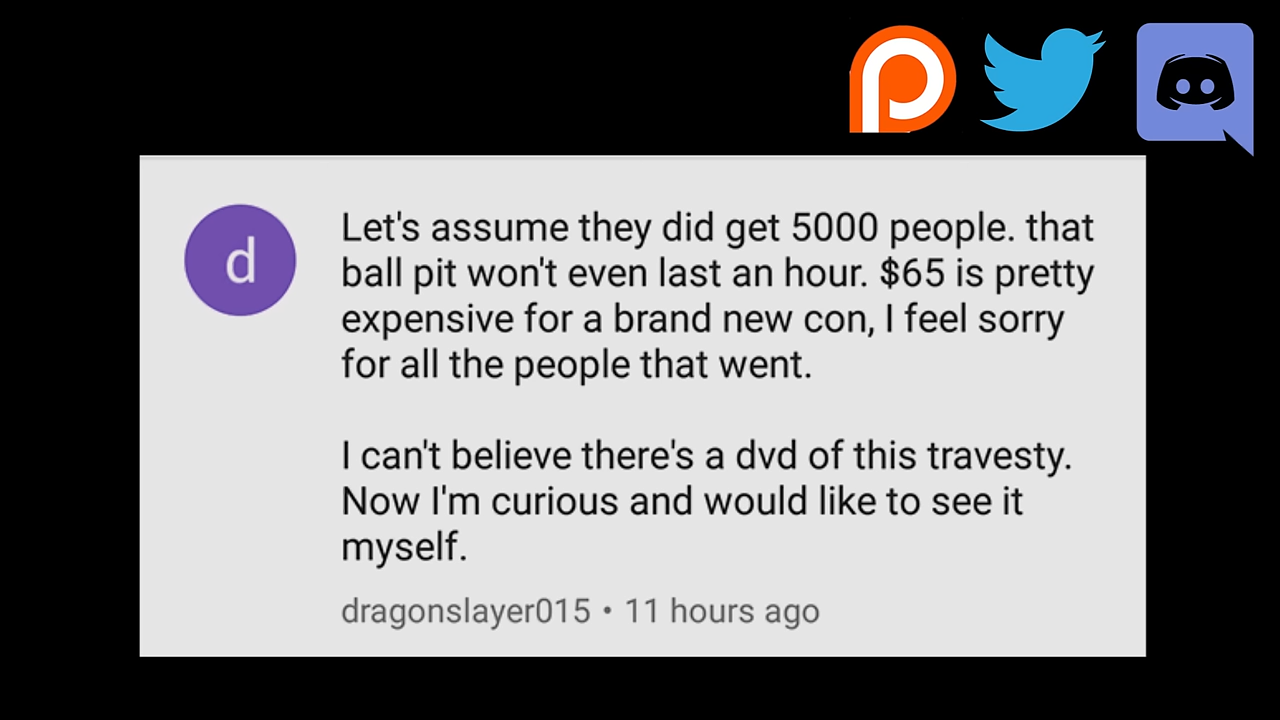 d
Let's assume they did get 5000 people. that
ball pit won't even last an hour. $65 is pretty
expensive for a brand new con, I feel sorry
for all the people that went.
I can't believe there's a dvd of this travesty.
Now I'm curious and would like to see it
myself.
dragonslayer015 • 11 hours ago